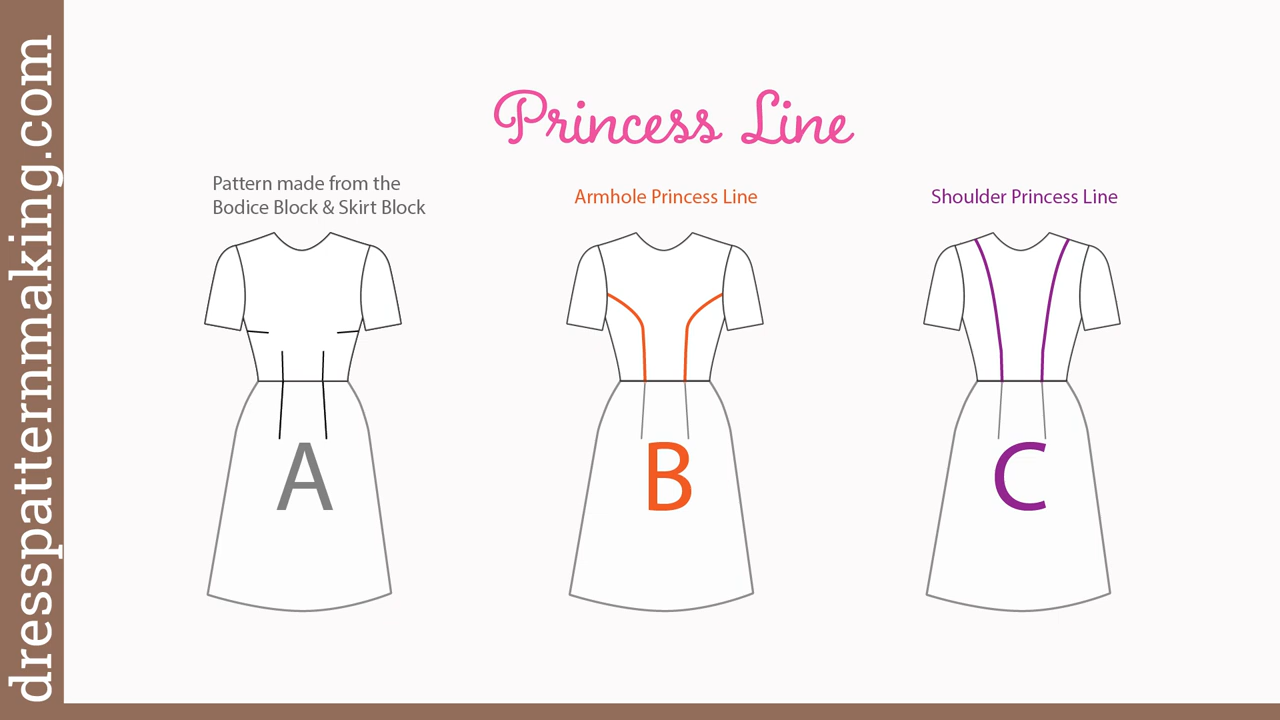 dresspatternmaking.com
Princess Line
Pattern made from the
Bodice Block & Skirt Block
Armhole Princess Line
Shoulder Princess Line
A
B
C